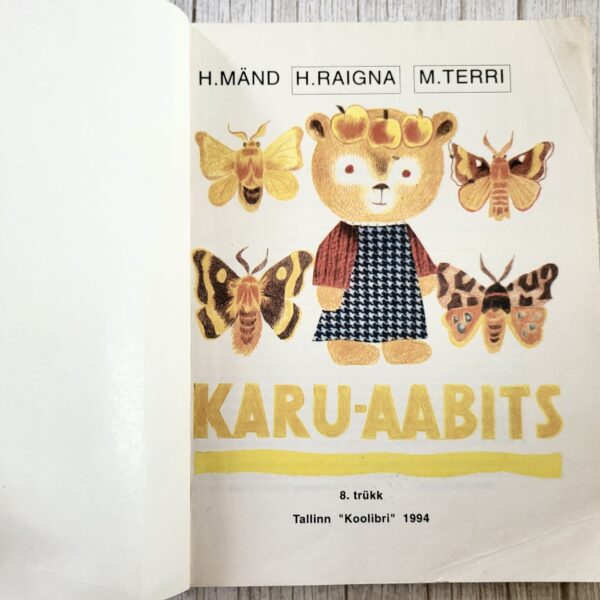 H.MÄND H.RAIGNA M.TERRI
KARU-AABITS
8. trükk
Tallinn "Koolibri" 1994